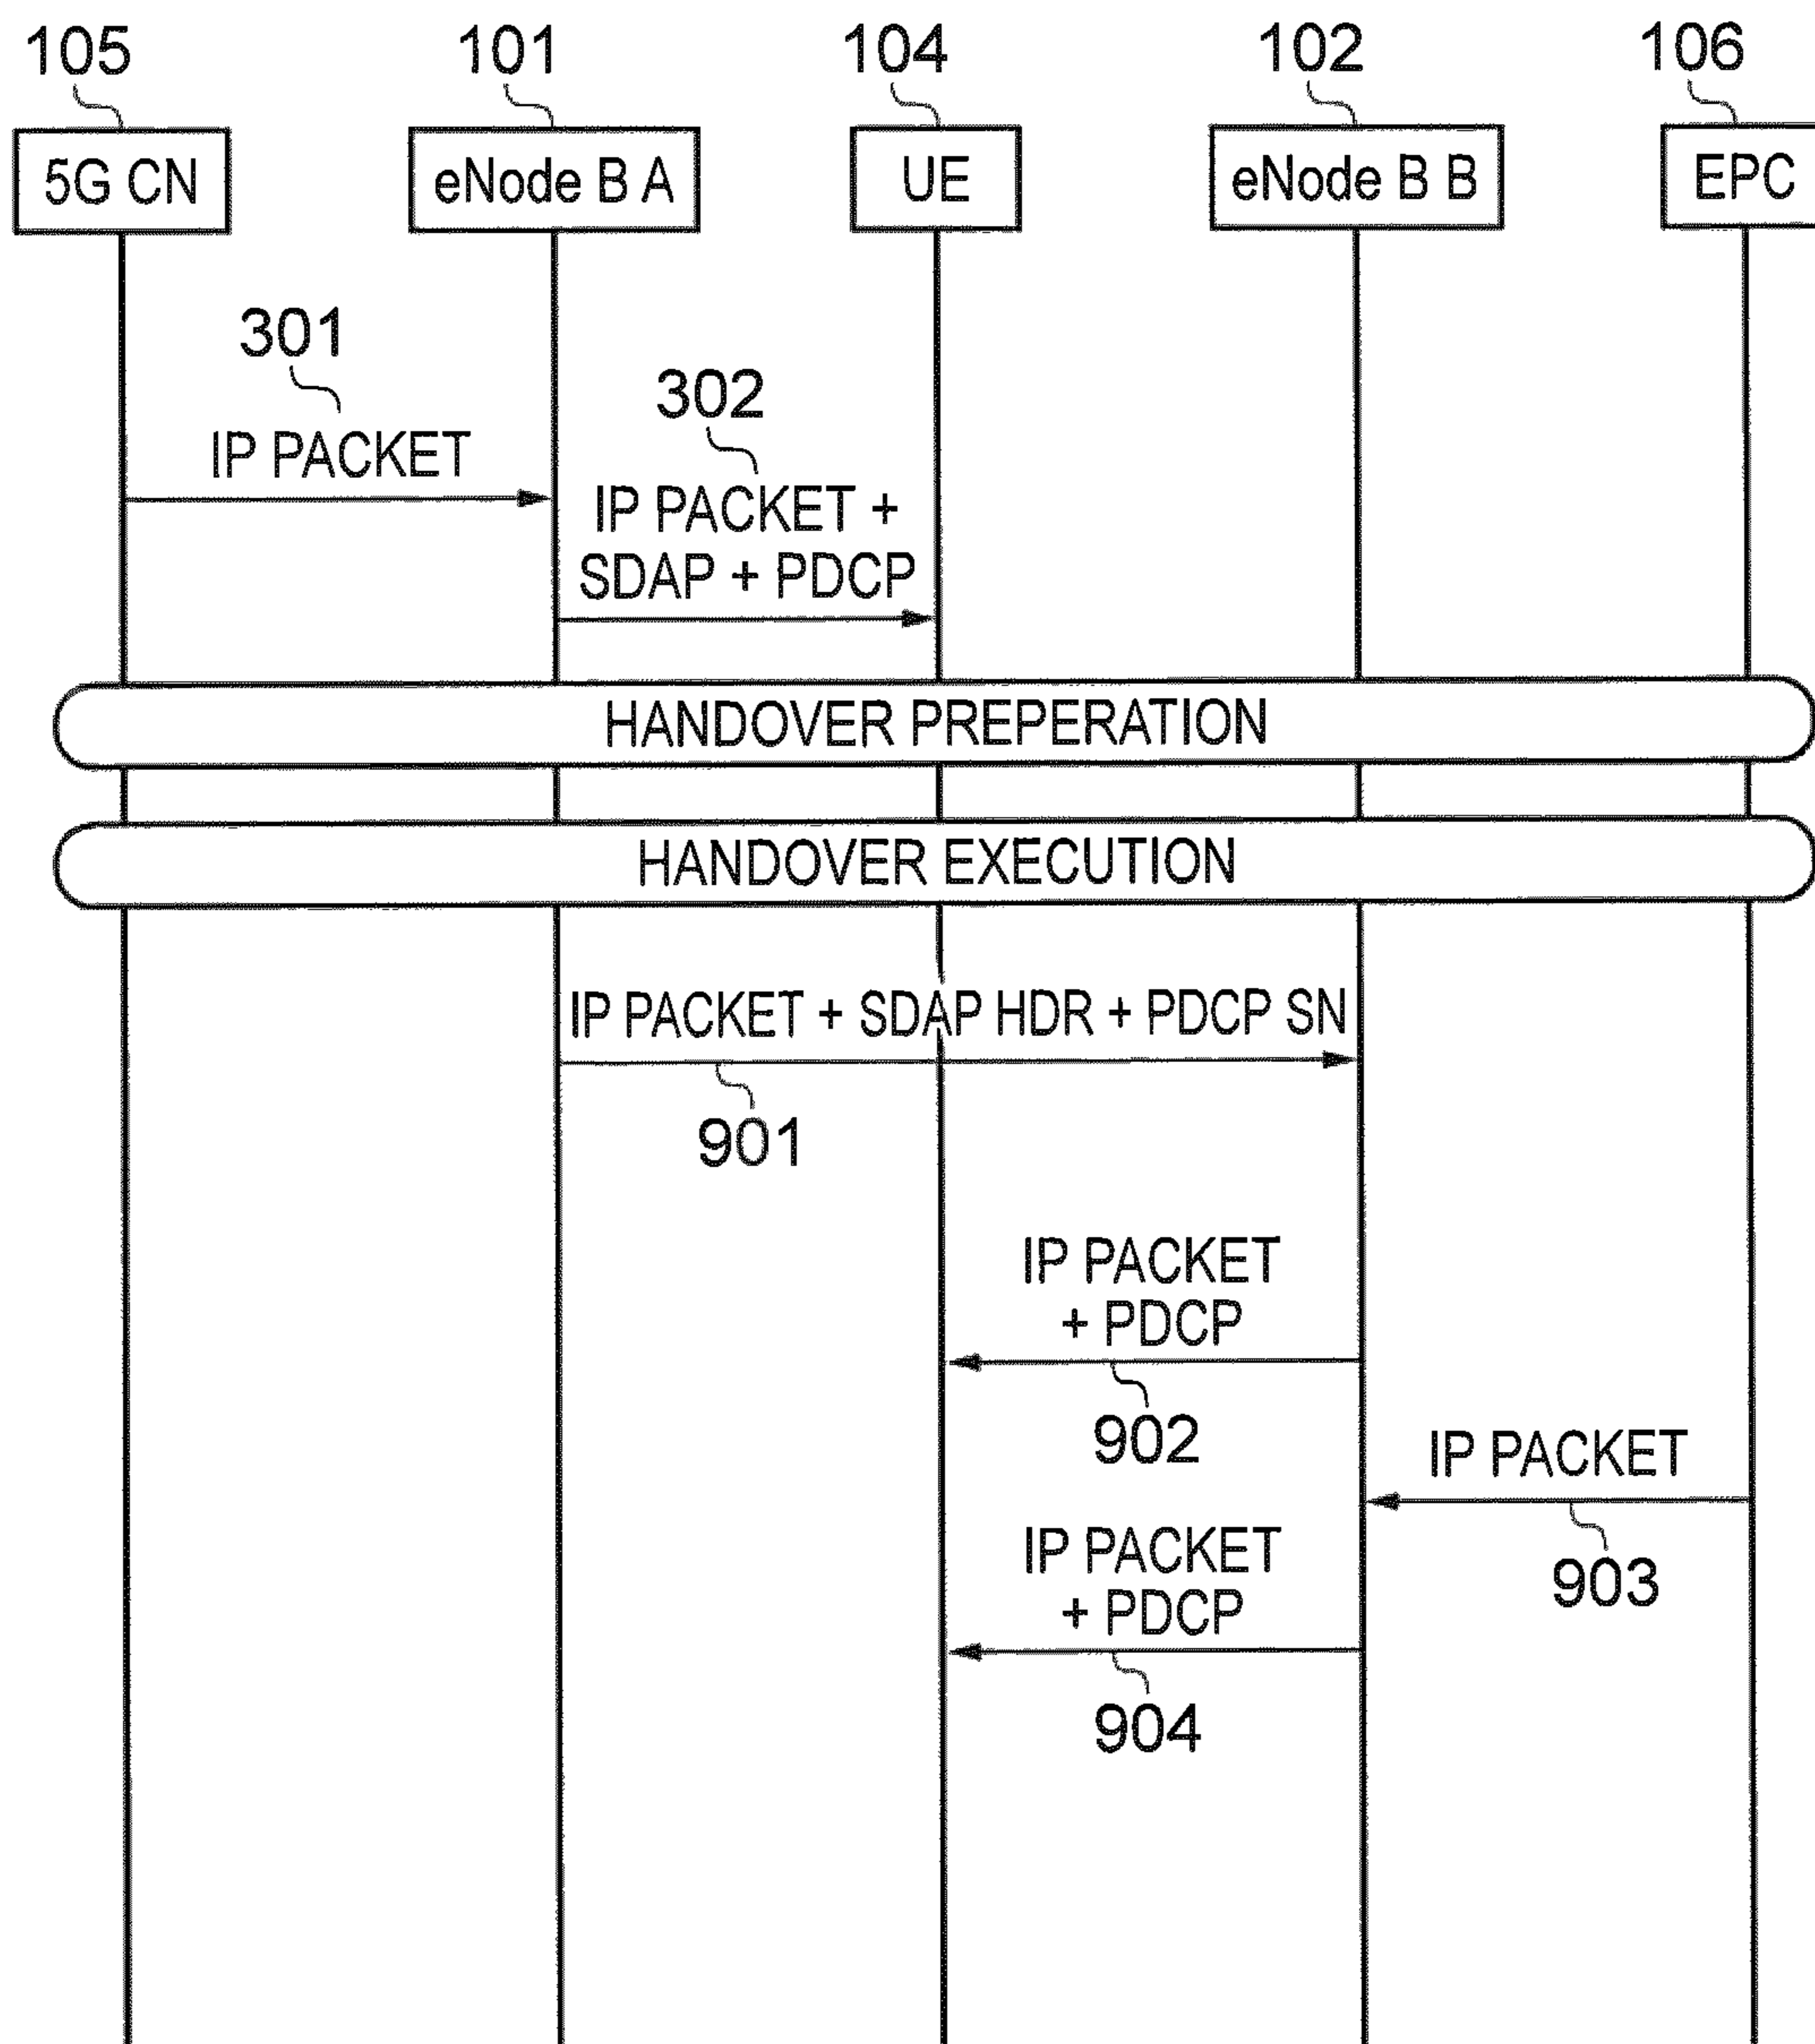 105
101
104
102
106
5G CN
eNode B A
UE
eNode B B
EPC
301
IP PACKET
302
IP PACKET +
SDAP + PDCP
HANDOVER PREPERATION
HANDOVER EXECUTION
IP PACKET + SDAP HDR + PDCP SN
901
IP PACKET
+ PDCP
902
IP PACKET
903
IP PACKET
+ PDCP
904